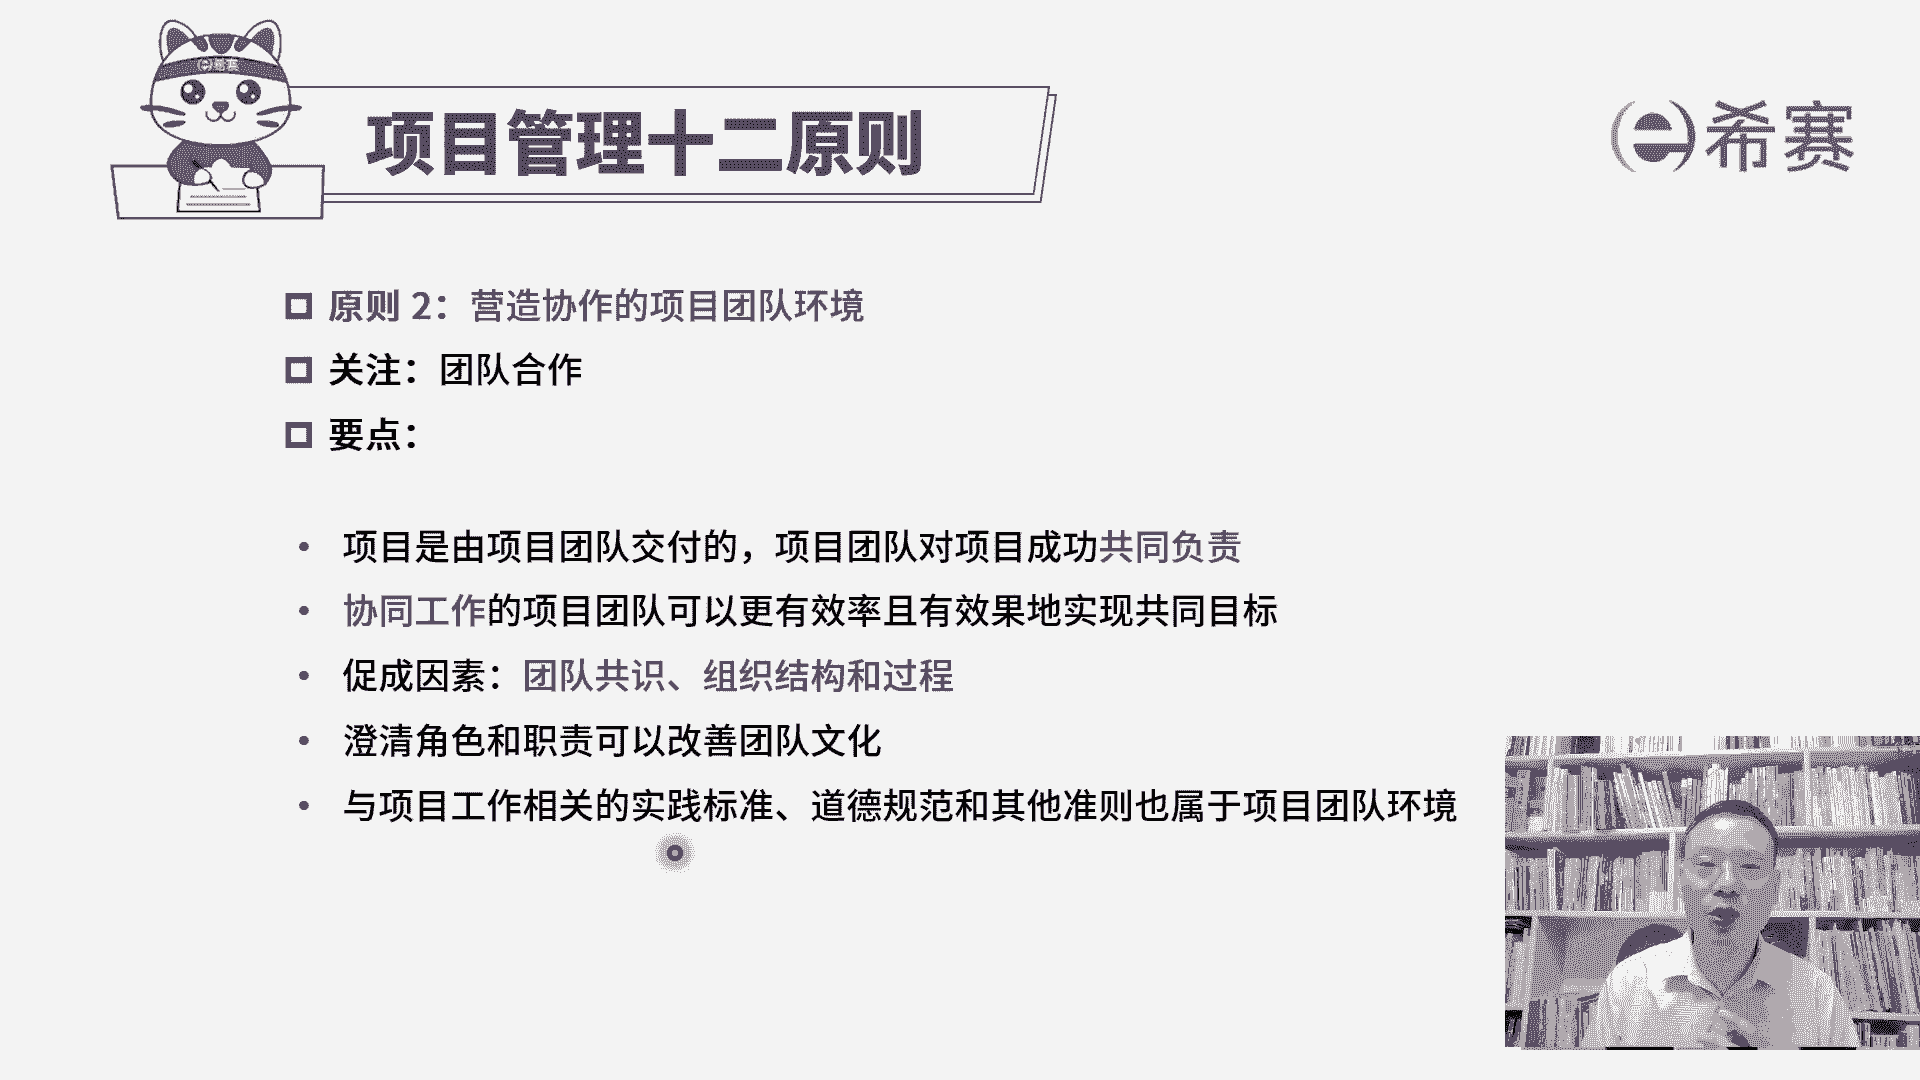 希赛
项目管理十二原则
希赛
原则 2：营造协作的项目团队环境
关注：团队合作
要点：
项目是由项目团队交付的，项目团队对项目成功共同负责
协同工作的项目团队可以更有效率且有效果地实现共同目标
促成因素：团队共识、组织结构和过程
澄清角色和职责可以改善团队文化
与项目工作相关的实践标准、道德规范和其他准则也属于项目团队环境